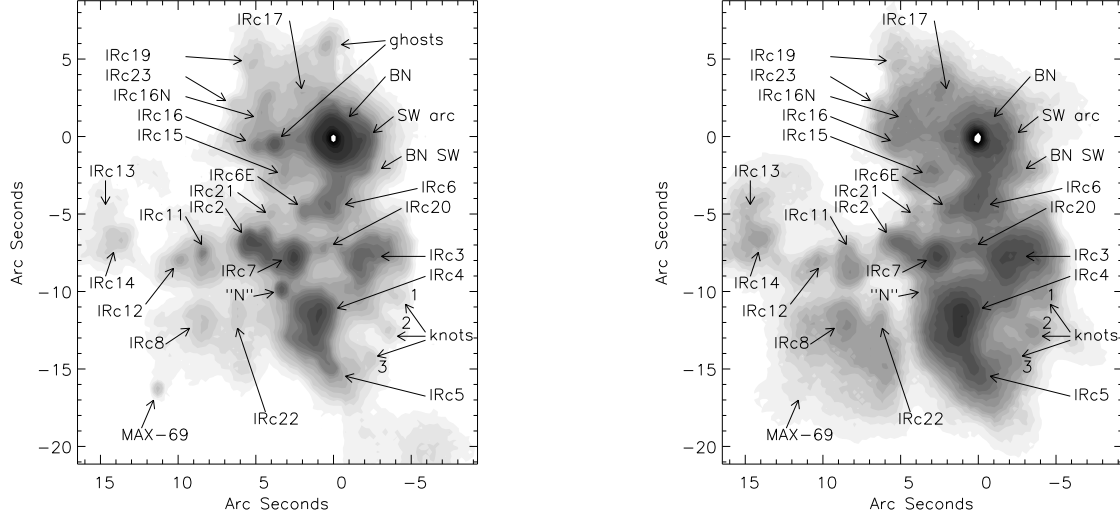 IRc17
IRc19
ghosts
IRc23
BN
IRc16N
SW arc
IRc16
IRc15
BN SW
IRc13
IRc6E
IRc21
IRc6
IRc2
IRc20
IRc11
IRc3
IRc7
IRc4
IRc14
"N"
1
IRc12
2
knots
IRc8
3
IRc5
IRc22
MAX-69
5
0
-5
-10
-15
-20
Arc Seconds
15 10 5 0 -5
Arc Seconds
IRc17
IRc19
IRc23
BN
IRc16N
SW arc
IRc16
IRc15
BN SW
IRc13
IRc6E
IRc21
IRc6
IRc2
IRc20
IRc11
IRc3
IRc7
IRc4
IRc14
"N"
1
IRc12
2
knots
IRc8
3
IRc5
IRc22
MAX-69
5
0
-5
-10
-15
-20
Arc Seconds
15 10 5 0 -5
Arc Seconds